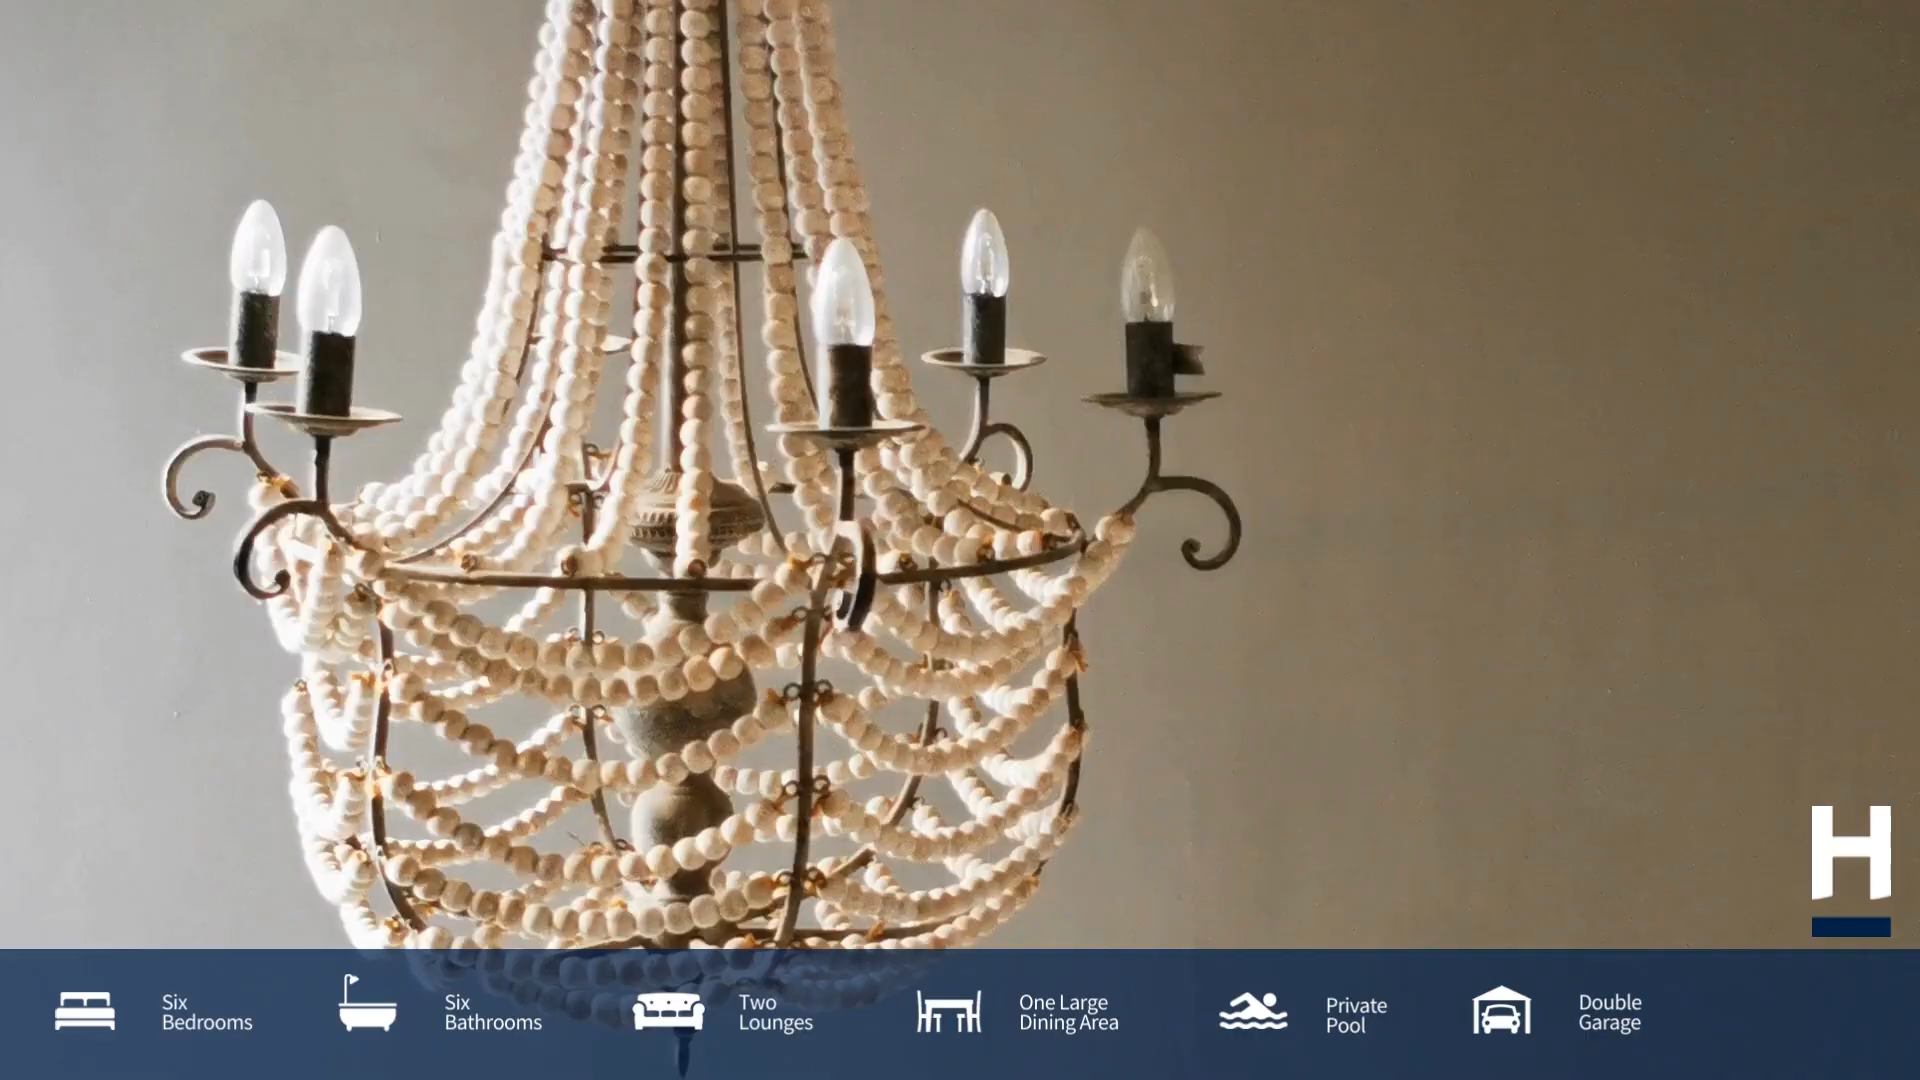 H
Six
Bedrooms
Six
Bathrooms
Two
Lounges
One Large
Dining Area
Private
Pool
Double
Garage